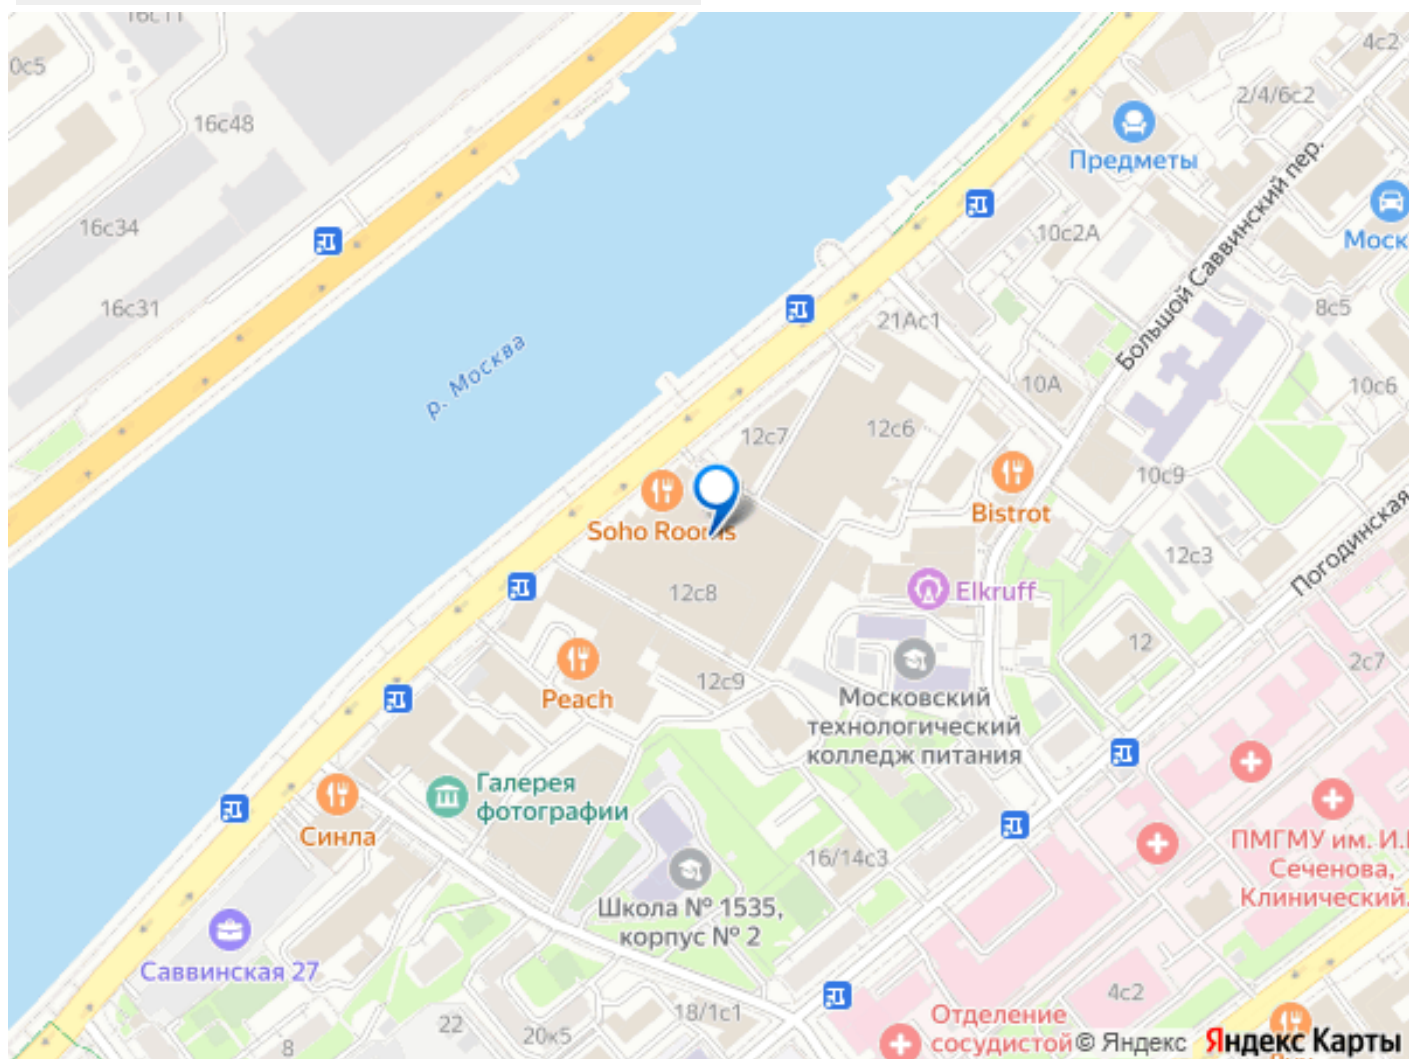 16с11
0с5
4с2
16с48
2/4/6с2
Предметы
16с34
10с2А
Моск
Большой Саввинский пер.
16с31
21Ас1
8с5
р. Москва
10А
10с6
12с7
12с6
10с9
Bistrot
Soho Rooms
Погодинская
12с3
12с8
Elkruff
12
2с7
12с9
Peach
Московский
технологический
колледж питания
Галерея
фотографии
Синла
16/14с3
ПМГМУ им. И.М
Сеченова,
Клинический
Школа № 1535,
корпус № 2
Саввинская 27
4с2
18/1с1
22
20к5
8
Отделение
сосудистой
© Яндекс
Яндекс Карты